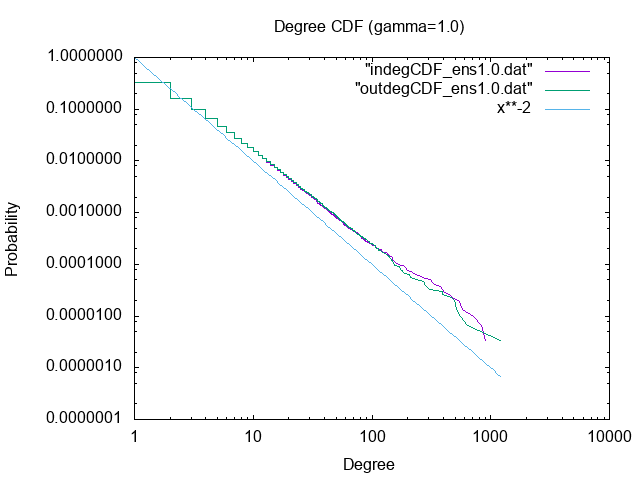 Degree CDF (gamma=1.0)
"indegCDF_ens1.0.dat"
"outdegCDF_ens1.0.dat"
x**-2
1.0000000
0.1000000
0.0100000
0.0010000
0.0001000
0.0000100
0.0000010
0.0000001
Probability
1 10 100 1000 10000
Degree